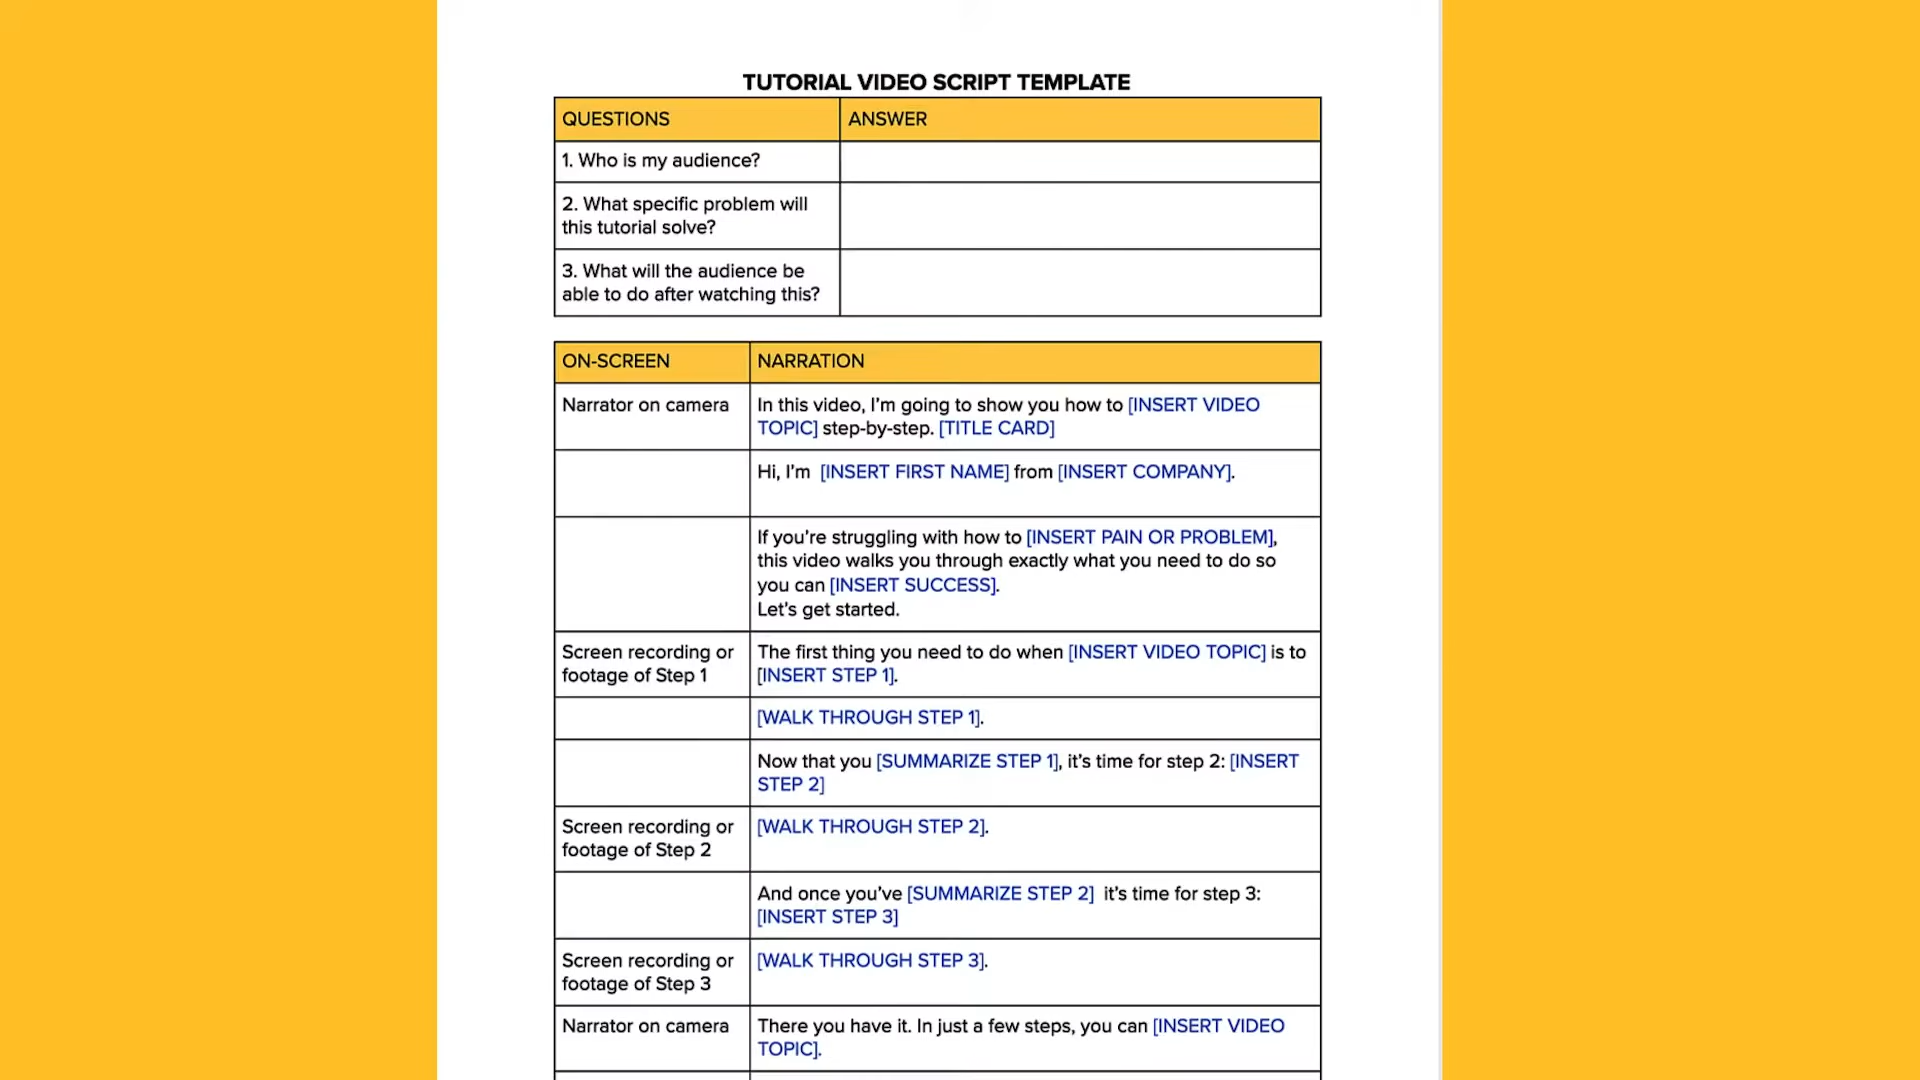 TUTORIAL VIDEO SCRIPT TEMPLATE
QUESTIONS
ANSWER
1. Who is my audience?
2. What specific problem will
this tutorial solve?
3. What will the audience be
able to do after watching this?
ON-SCREEN
NARRATION
Narrator on camera
In this video, I'm going to show you how to [INSERT VIDEO
TOPIC] step-by-step. [TITLE CARD]
Hi, I'm [INSERT FIRST NAME] from [INSERT COMPANY].
If you're struggling with how to [INSERT PAIN OR PROBLEM],
this video walks you through exactly what you need to do so
you can [INSERT SUCCESS].
Let's get started.
Screen recording or
footage of Step 1
The first thing you need to do when [INSERT VIDEO TOPIC] is to
[INSERT STEP 1].
[WALK THROUGH STEP 1].
Now that you [SUMMARIZE STEP 1], it's time for step 2: [INSERT
STEP 2]
Screen recording or
footage of Step 2
[WALK THROUGH STEP 2].
And once you've [SUMMARIZE STEP 2] it's time for step 3:
[INSERT STEP 3]
Screen recording or
footage of Step 3
[WALK THROUGH STEP 3].
Narrator on camera
There you have it. In just a few steps, you can [INSERT VIDEO
TOPIC].